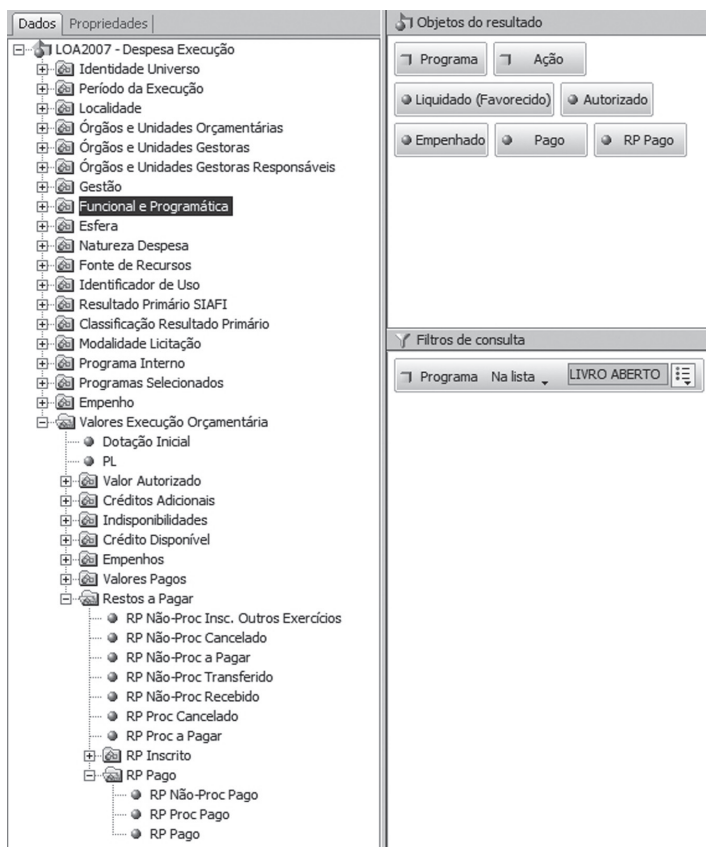 Dados Propriedades
LOA2007 - Despesa Execução
Identidade Universo
Período da Execução
Localidade
Órgãos e Unidades Orçamentárias
Órgãos e Unidades Gestoras
Órgãos e Unidades Gestoras Responsáveis
Gestão
Funcional e Programática
Esfera
Natureza Despesa
Fonte de Recursos
Identificador de Uso
Resultado Primário SIAFI
Classificação Resultado Primário
Modalidade Licitação
Programa Interno
Programas Selecionados
Empenho
Valores Execução Orçamentária
Dotação Inicial
PL
Valor Autorizado
Créditos Adicionais
Indisponibilidades
Crédito Disponível
Empenhos
Valores Pagos
Restos a Pagar
RP Não-Proc Insc. Outros Exercícios
RP Não-Proc Cancelado
RP Não-Proc a Pagar
RP Não-Proc Transferido
RP Não-Proc Recebido
RP Proc Cancelado
RP Proc a Pagar
RP Inscrito
RP Pago
RP Não-Proc Pago
RP Proc Pago
RP Pago
Objetos do resultado
Programa Ação
Liquidado (Favorecido) Autorizado
Empenhado Pago RP Pago
Filtros de consulta
Programa Na lista LIVRO ABERTO